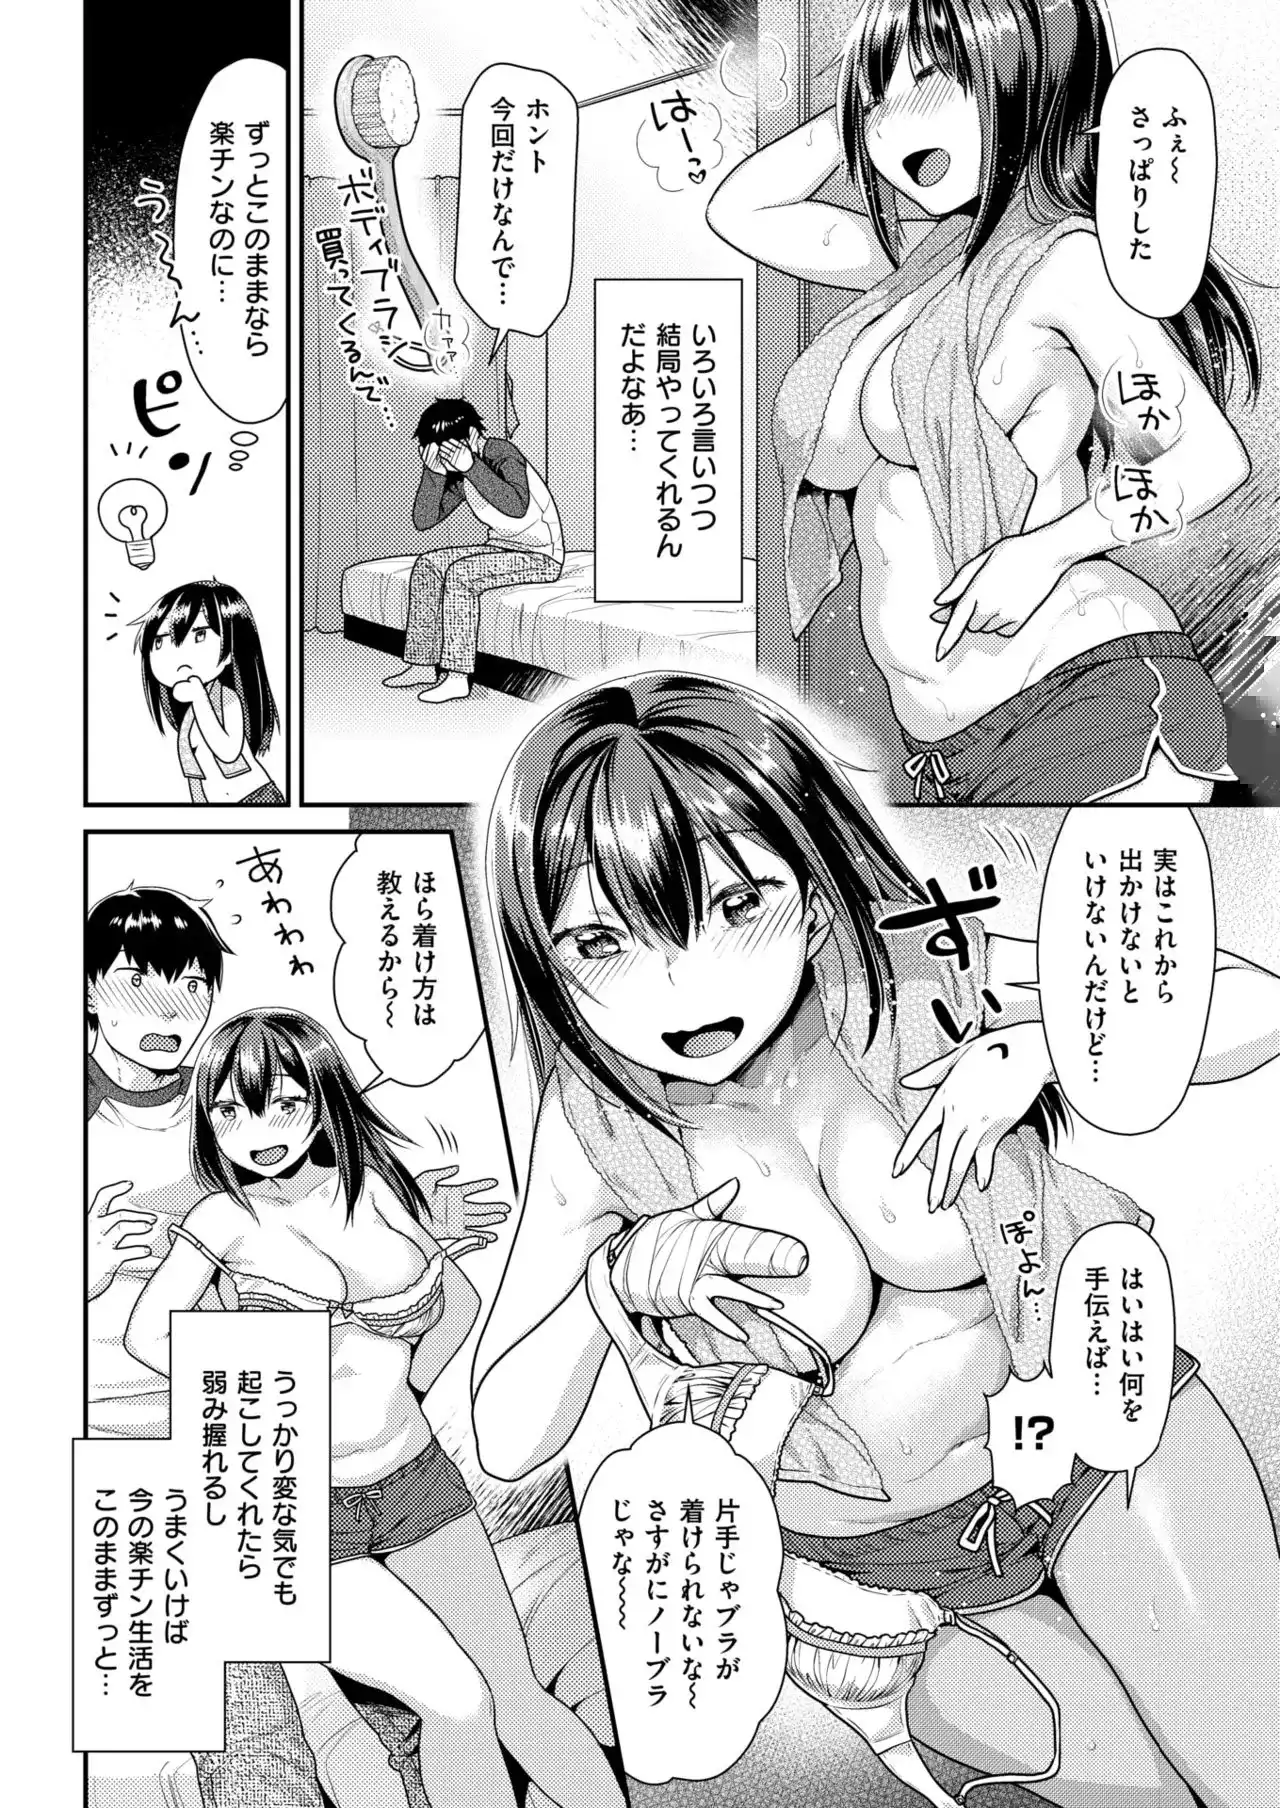 ふぇ〜
さっぱりした
ほか
ほか
はーっ♥
いろいろ言いつつ
結局やってくれるん
だよなあ…
ホント
今回だけなんで…
ボディブラシ
買ってくるんで…
カァァ
ずっとこのままなら
楽チンなのに…
う〜〜ん…
ピン
実はこれから
出かけないと
いけないんだけど…
ずいっ
はいはい何を
手伝えば…
!?
ぽよん…
片手じゃブラが
着けられないな〜
さすがにノーブラ
じゃな〜〜
ほら着け方は
教えるから〜
あわわわ
うっかり変な気でも
起こしてくれたら
弱み握れるし
うまくいけば
今の楽チン生活を
このままずっと…